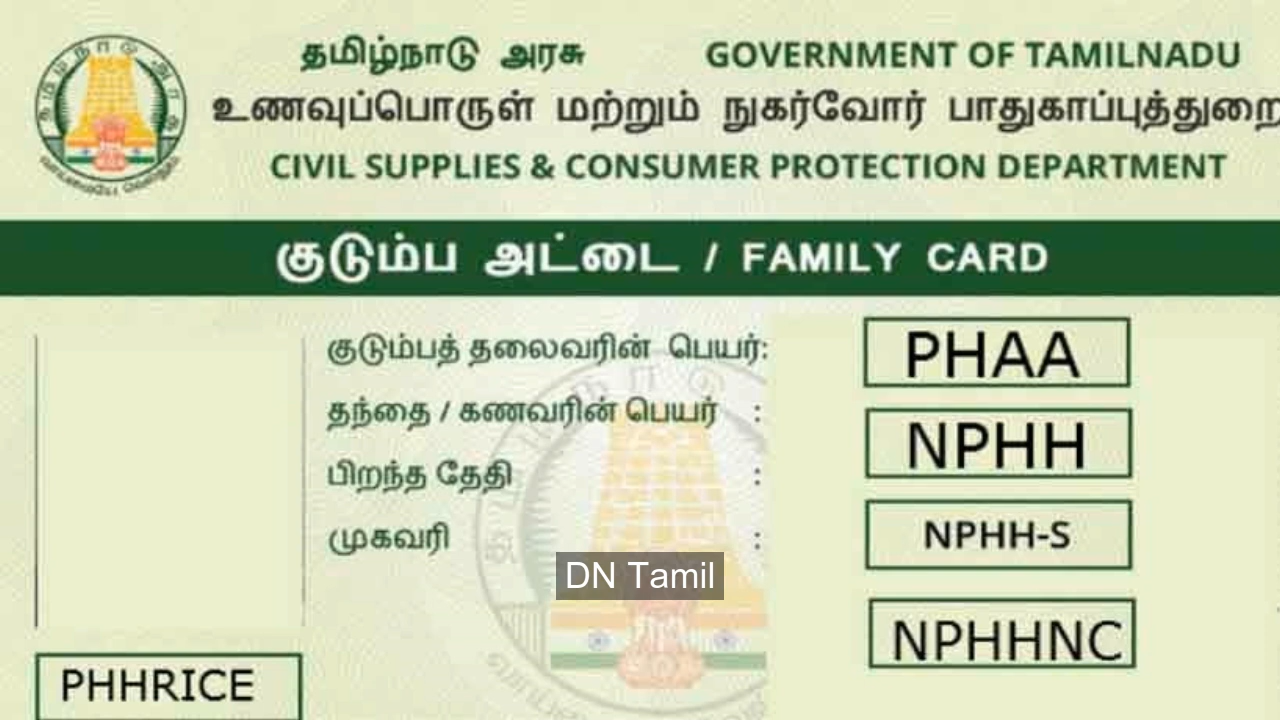 தமிழ்நாடு அரசு GOVERNMENT OF TAMILNADU
உணவுப்பொருள் மற்றும் நுகர்வோர் பாதுகாப்புத்துறை
CIVIL SUPPLIES & CONSUMER PROTECTION DEPARTMENT
குடும்ப அட்டை / FAMILY CARD
குடும்பத் தலைவரின் பெயர்:
PHAA
தந்தை / கணவரின் பெயர் :
NPHH
பிறந்த தேதி :
முகவரி :
NPHH-S
DN Tamil
NPHHNC
PHHRICE